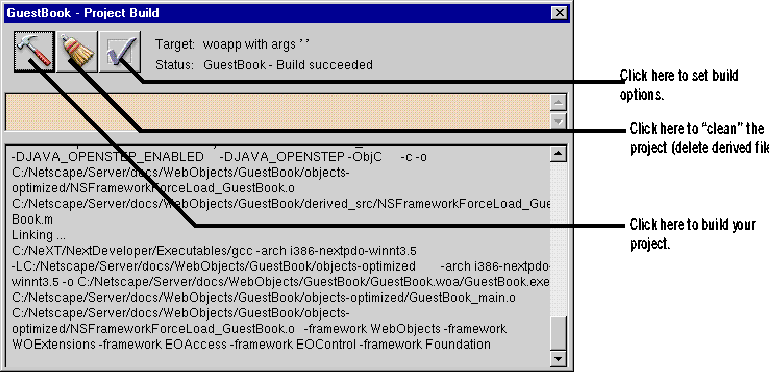 GuestBook - Project Build
Target: woapp with args ' '
Status: GuestBook - Build succeeded
Click here to set build
options.
Click here to “clean” the
project (delete derived file
-DJAVA_OPENSTEP_ENABLED -DJAVA_OPENSTEP -ObjC -c -o
C:/Netscape/Server/docs/WebObjects/GuestBook/objects-
optimized/NSFrameworkForceLoad_GuestBook.o
C:/Netscape/Server/docs/WebObjects/GuestBook/derived_src/NSFrameworkForceLoad_Gue
Book.m
Linking ...
C:/NeXT/NextDeveloper/Executables/gcc -arch i386-nextpdo-winnt3.5
-LC:/Netscape/Server/docs/WebObjects/GuestBook/objects-optimized -arch i386-nextpdo-
winnt3.5 -o C:/Netscape/Server/docs/WebObjects/GuestBook/GuestBook.woa/GuestBook.exe
C:/Netscape/Server/docs/WebObjects/GuestBook/objects-optimized/GuestBook_main.o
C:/Netscape/Server/docs/WebObjects/GuestBook/objects-
optimized/NSFrameworkForceLoad_GuestBook.o -framework WebObjects -framework
WOExtensions -framework EOAccess -framework EOControl -framework Foundation
Click here to build your
project.